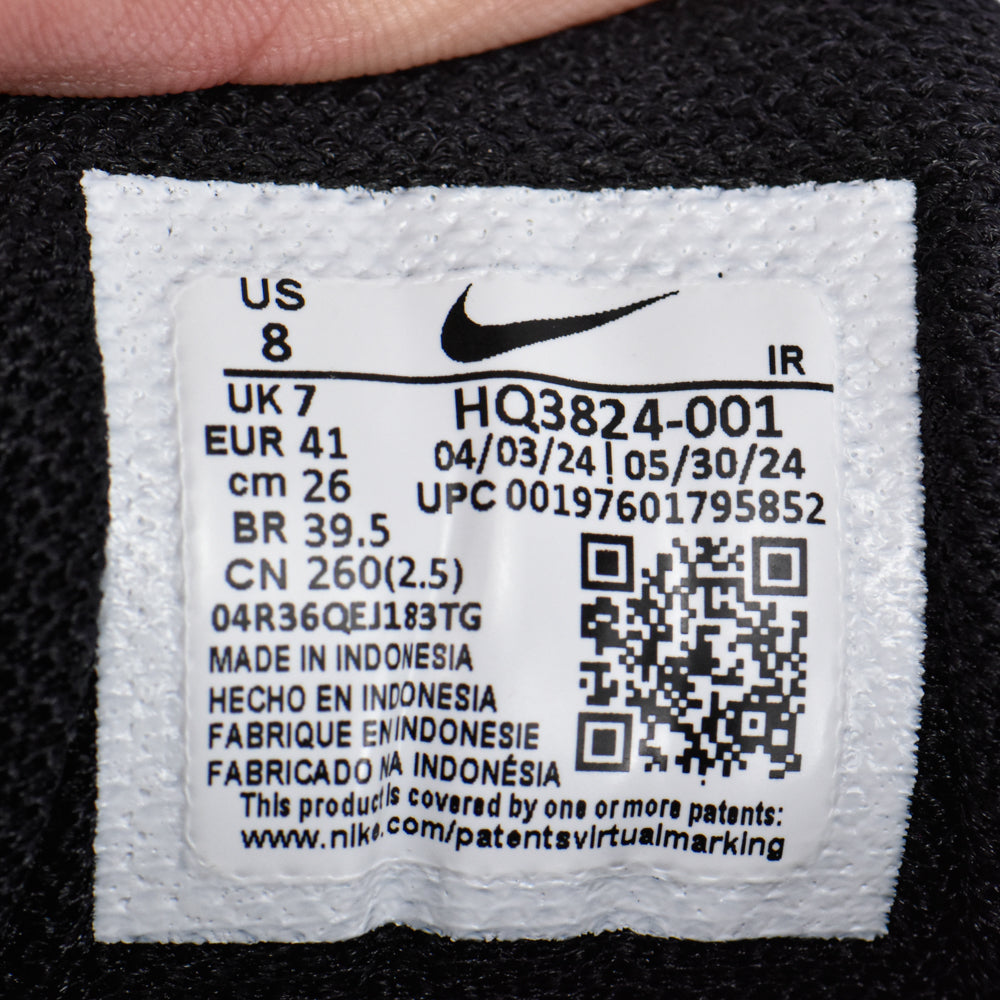 US
8
IR
UK 7
HQ3824-001
EUR 41
04/03/24 | 05/30/24
cm 26
UPC 00197601795852
BR 39.5
CN 260(2.5)
04R36QEJ183TG
MADE IN INDONESIA
HECHO EN INDONESIA
FABRIQUE EN INDONESIE
FABRICADO NA INDONÉSIA
This product is covered by one or more patents:
www.nike.com/patentsvirtualmarking